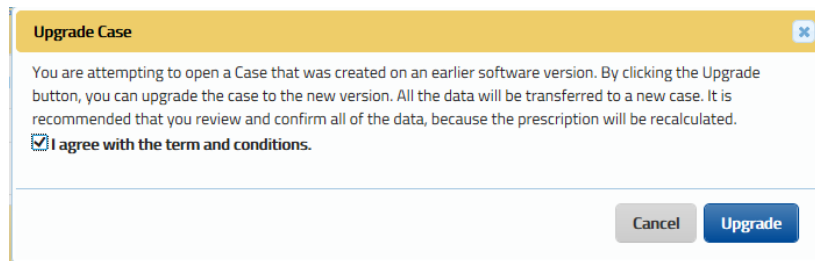 Upgrade Case
You are attempting to open a Case that was created on an earlier software version. By clicking the Upgrade
button, you can upgrade the case to the new version. All the data will be transferred to a new case. It is
recommended that you review and confirm all of the data, because the prescription will be recalculated.
I agree with the term and conditions.
Cancel Upgrade